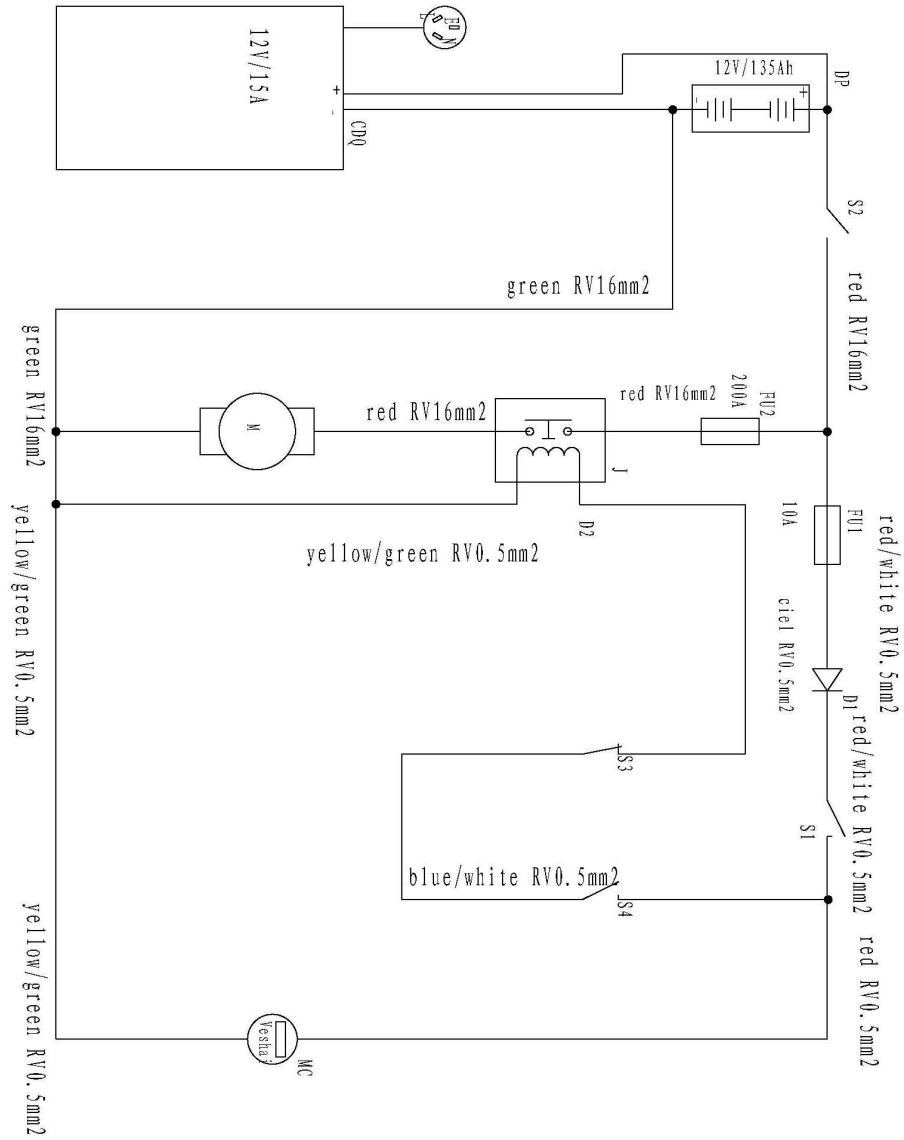 12V/15A
+
-
CDQ
L
E
N
12V/135Ah
-
+
DP
S2
red RV16mm2
green RV16mm2
green RV16mm2
M
red RV16mm2
J
red RV16mm2
FU2
200A
D2
yellow/green RV0.5mm2
yellow/green RV0.5mm2
FU1
10A
red/white RV0.5mm2
ciel RV0.5mm2
D1
red/white RV0.5mm2
S1
S3
blue/white RV0.5mm2
S4
red RV0.5mm2
yellow/green RV0.5mm2
MC